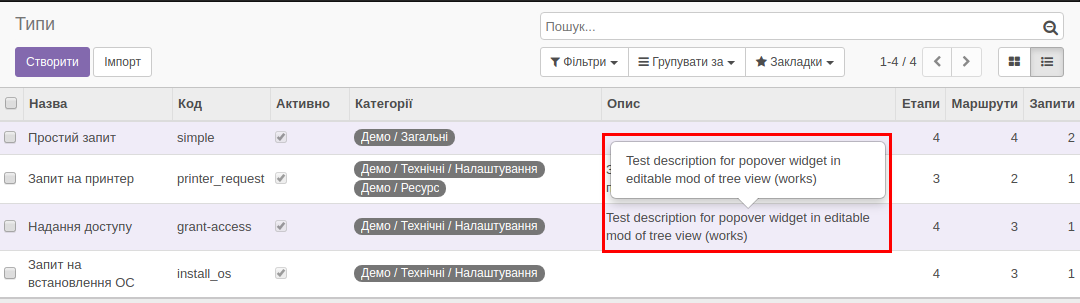 Типи
Пошук...
Створити Імпорт
Фільтри Групувати за Закладки 1-4 / 4
Назва Код Активно Категорії Опис Етапи Маршрути Запити
Простий запит simple Демо / Загальні 4 4 2
Test description for popover widget in
editable mod of tree view (works)
Запит на принтер printer_request Демо / Технічні / Налаштування 3 2 1
Демо / Ресурс
Надання доступу grant-access Демо / Технічні / Налаштування Test description for popover widget in editable 4 3 1
mod of tree view (works)
Запит на
встановлення ОС install_os Демо / Технічні / Налаштування 4 3 1